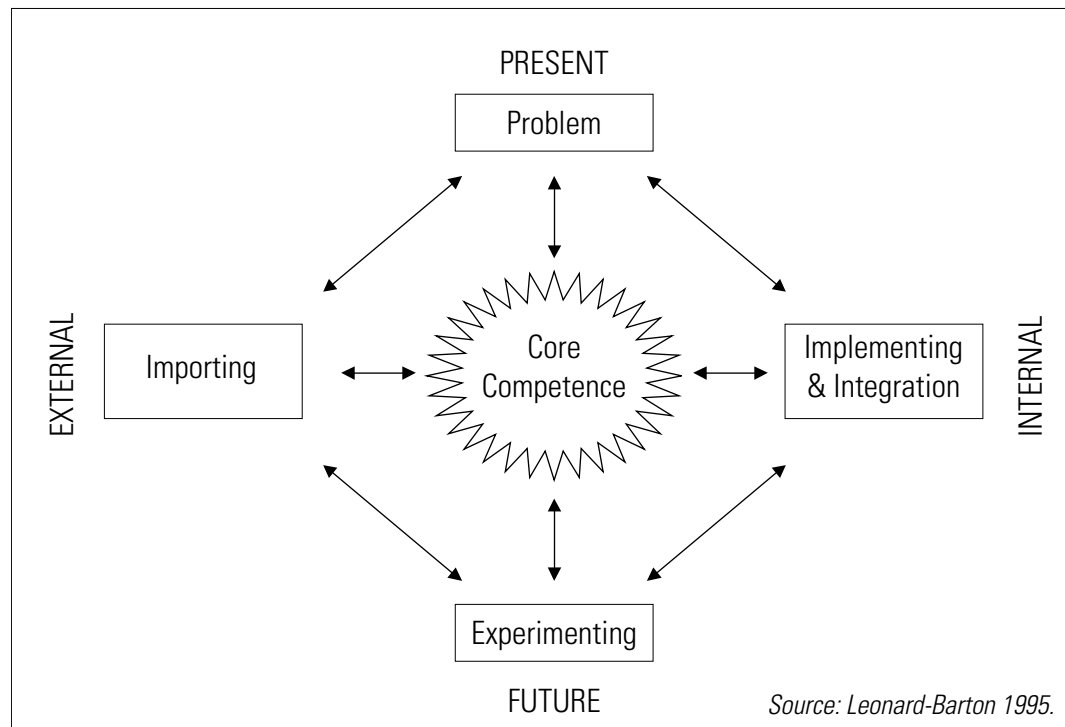 PRESENT
Problem
EXTERNAL
Importing
Core
Competence
Implementing
& Integration
INTERNAL
Experimenting
FUTURE
Source: Leonard-Barton 1995.